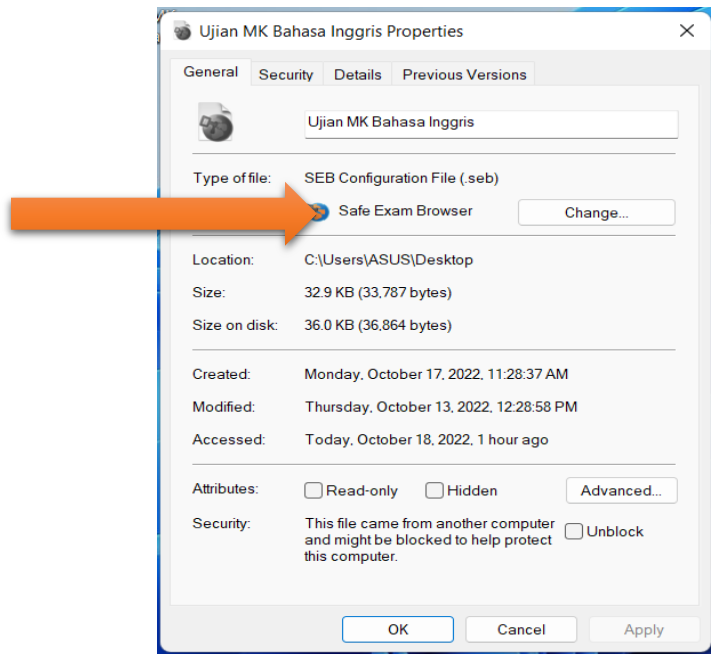 Ujian MK Bahasa Inggris Properties
General Security Details Previous Versions
Ujian MK Bahasa Inggris
Type of file: SEB Configuration File (.seb)
Safe Exam Browser Change...
Location: C:\Users\ASUS\Desktop
Size: 32.9 KB (33,787 bytes)
Size on disk: 36.0 KB (36,864 bytes)
Created: Monday, October 17, 2022, 11:28:37 AM
Modified: Thursday, October 13, 2022, 12:28:58 PM
Accessed: Today, October 18, 2022, 1 hour ago
Attributes: Read-only Hidden Advanced...
Security: This file came from another computer
and might be blocked to help protect
this computer.
Unblock
OK Cancel Apply